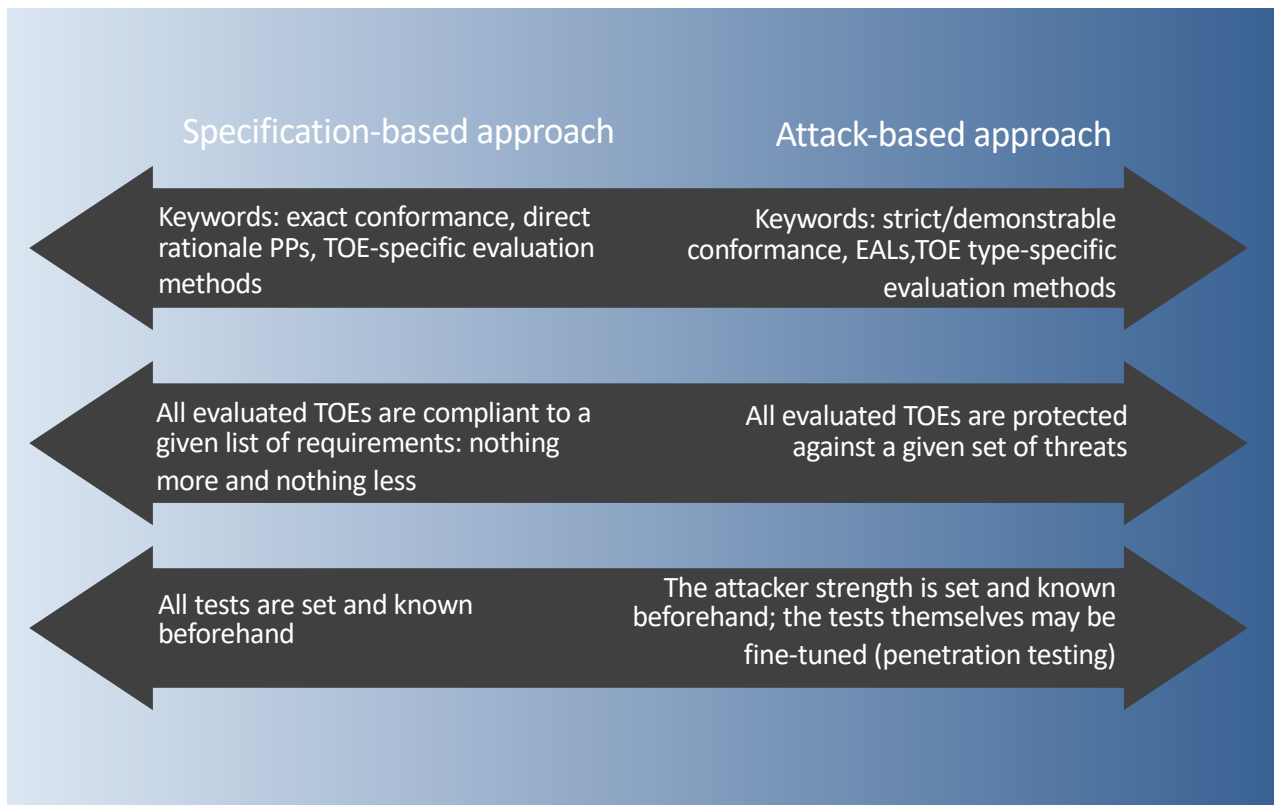 Specification-based approach
Attack-based approach
Keywords: exact conformance, direct
rationale PPs, TOE-specific evaluation
methods
Keywords: strict/demonstrable
conformance, EALs,TOE type-specific
evaluation methods
All evaluated TOEs are compliant to a
given list of requirements: nothing
more and nothing less
All evaluated TOEs are protected
against a given set of threats
All tests are set and known
beforehand
The attacker strength is set and known
beforehand; the tests themselves may be
fine-tuned (penetration testing)